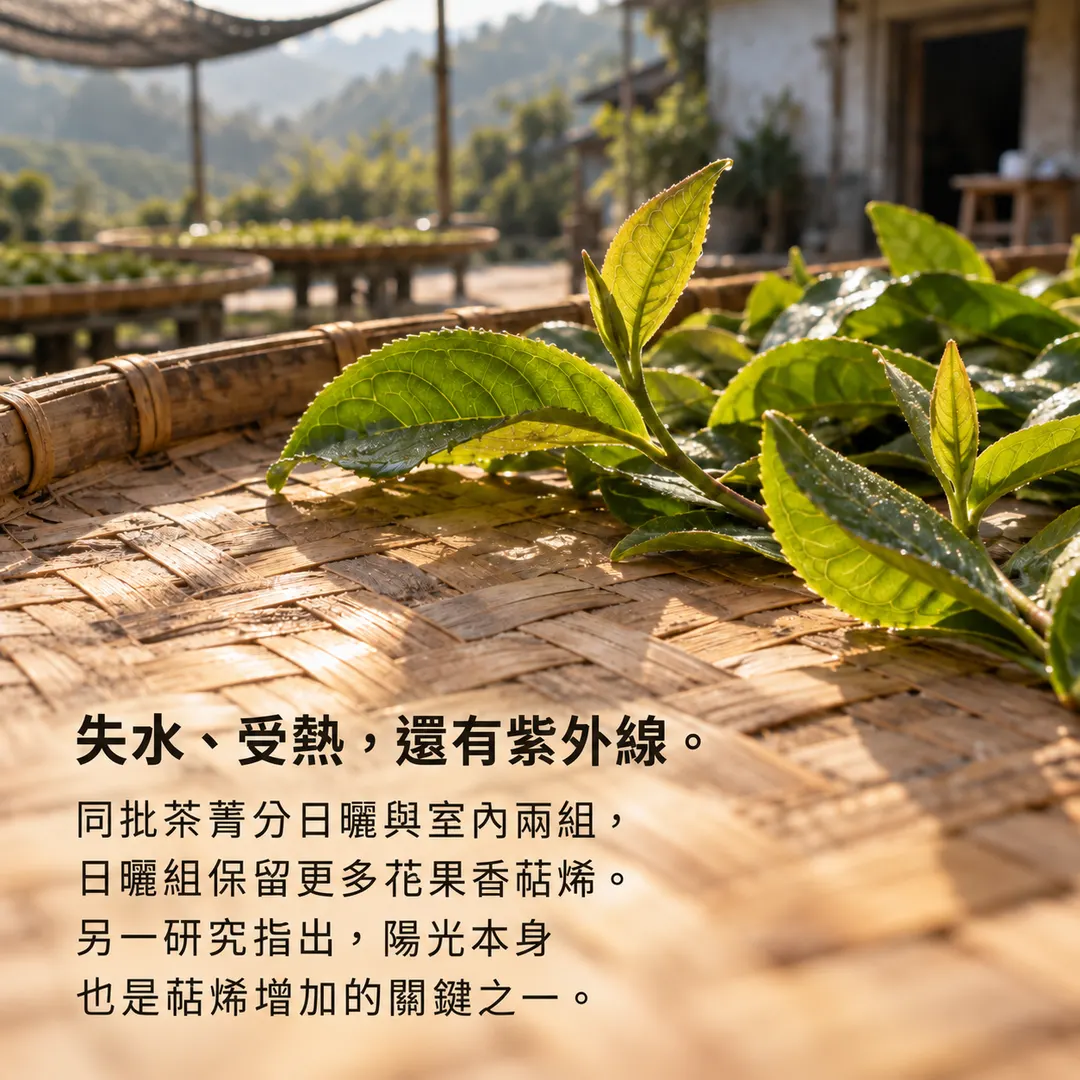 失水、受熱，還有紫外線。
同批茶菁分日曬與室內兩組，
日曬組保留更多花果香萜烯。
另一研究指出，陽光本身
也是萜烯增加的關鍵之一。